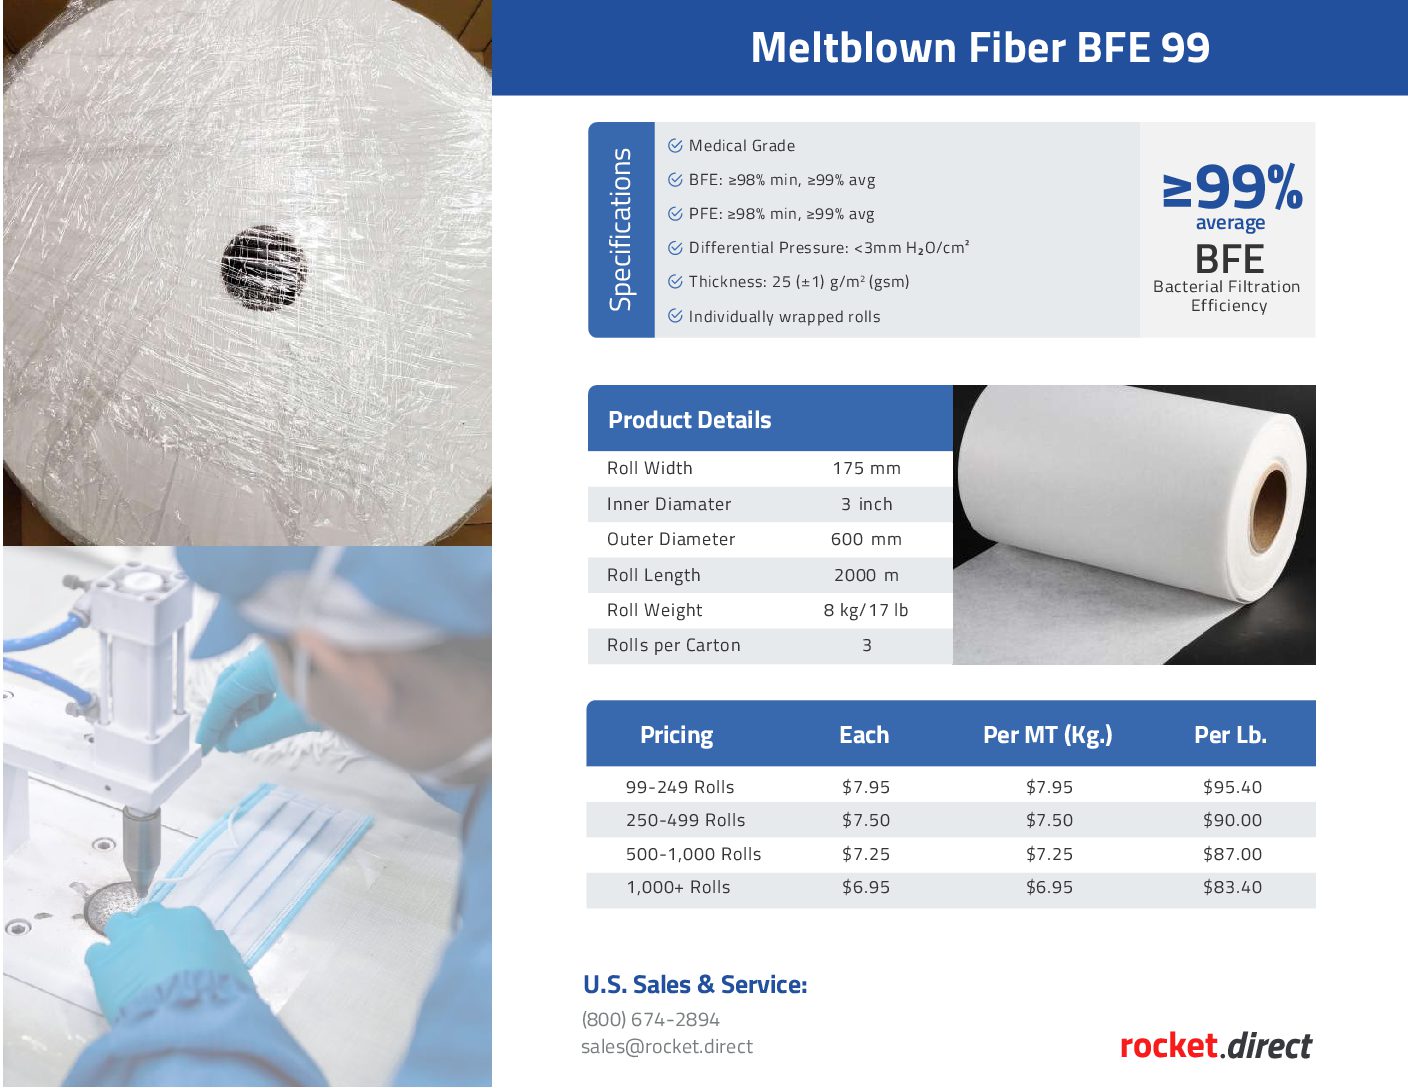 Meltblown Fiber BFE 99
Specifications
Medical Grade
BFE: ≥98% min, ≥99% avg
PFE: ≥98% min, ≥99% avg
Differential Pressure: <3mm H₂O/cm²
Thickness: 25 (±1) g/m² (gsm)
Individually wrapped rolls
≥99%
average
BFE
Bacterial Filtration
Efficiency
Product Details
Roll Width 175 mm
Inner Diamater 3 inch
Outer Diameter 600 mm
Roll Length 2000 m
Roll Weight 8 kg/17 lb
Rolls per Carton 3
Pricing Each Per MT (Kg.) Per Lb.
99-249 Rolls $7.95 $7.95 $95.40
250-499 Rolls $7.50 $7.50 $90.00
500-1,000 Rolls $7.25 $7.25 $87.00
1,000+ Rolls $6.95 $6.95 $83.40
U.S. Sales & Service:
(800) 674-2894
sales@rocket.direct
rocket.direct